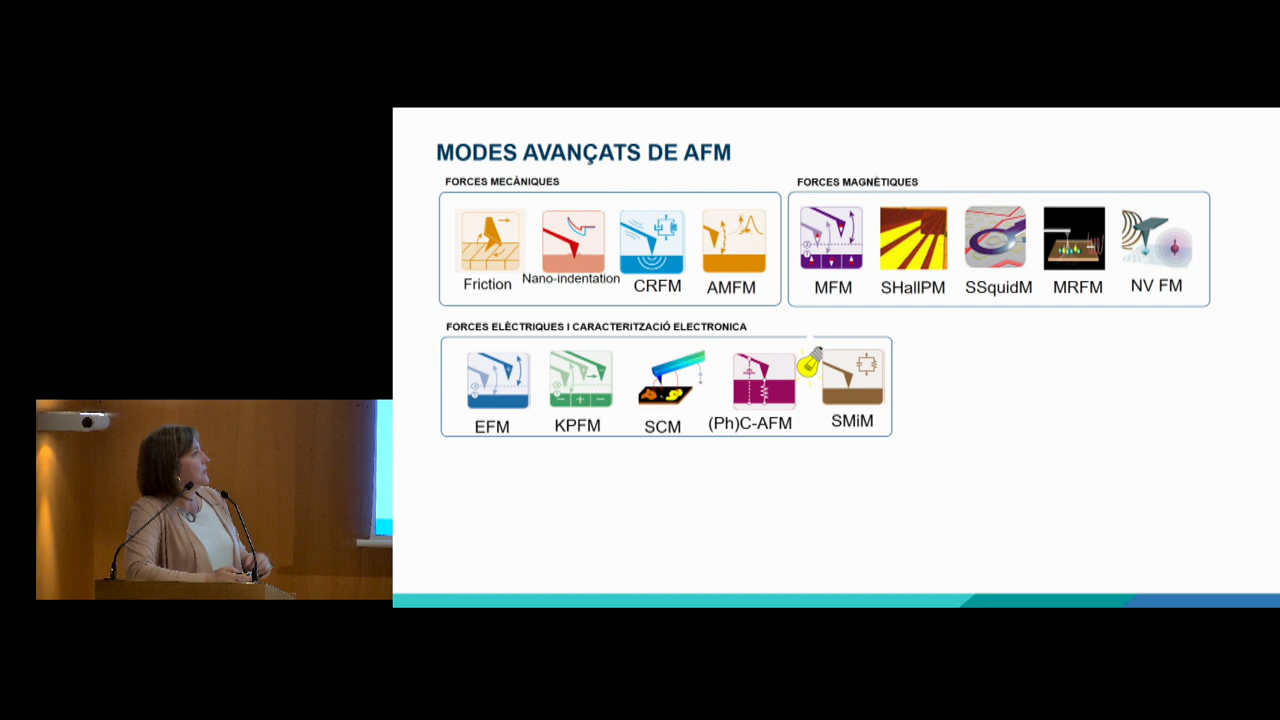 MODES AVANÇATS DE AFM
FORCES MECÀNIQUES
Friction
Nano-indentation
CRFM
AMFM
FORCES MAGNÈTIQUES
MFM
SHallPM
SSquidM
MRFM
NV FM
FORCES ELÈCTRIQUES I CARACTERITZACIÓ ELECTRONICA
EFM
KPFM
SCM
(Ph)C-AFM
SMiM